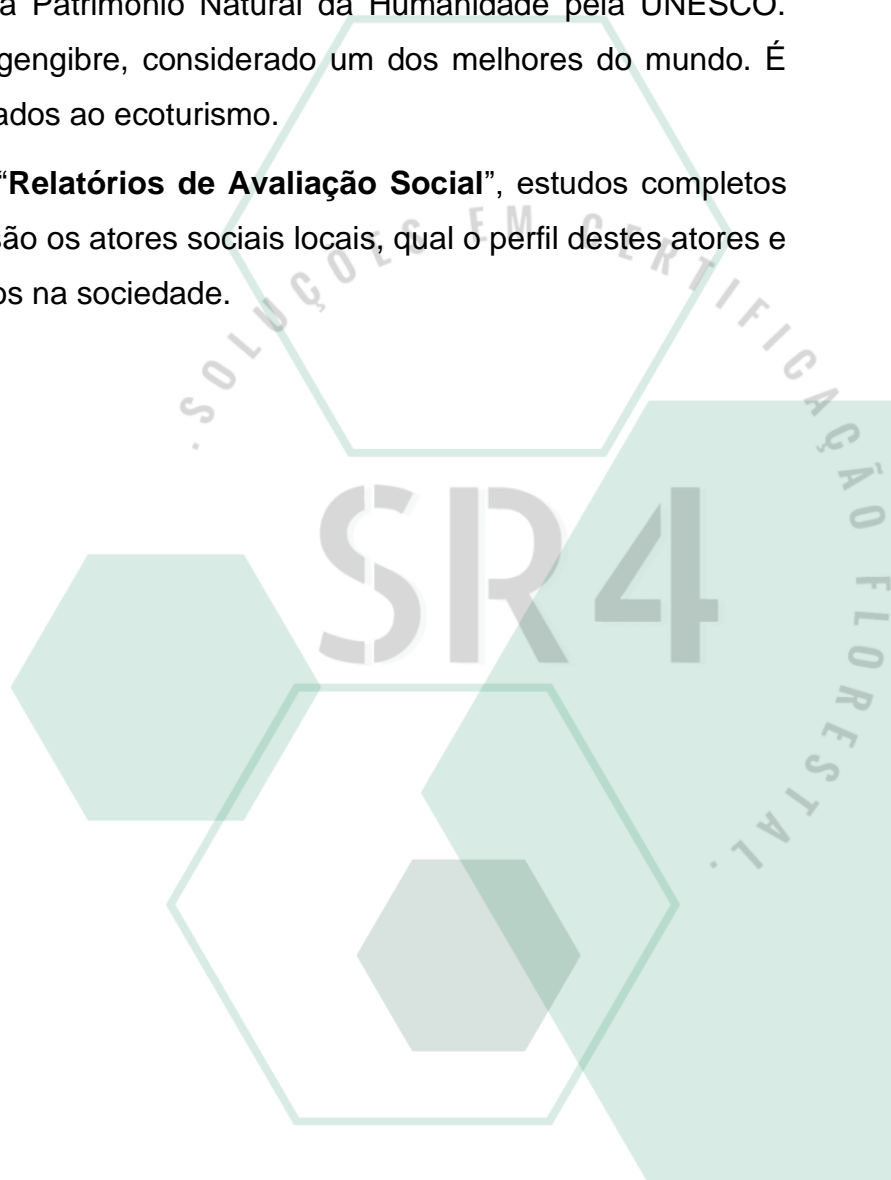 a Patrimônio Natural da Humanidade pela UNESCO.
gengibre, considerado um dos melhores do mundo. É
ados ao ecoturismo.
“Relatórios de Avaliação Social”, estudos completos
são os atores sociais locais, qual o perfil destes atores e
os na sociedade.
. SOLUÇÕES EM CERTIFICAÇÃO FLORESTAL .
SR4